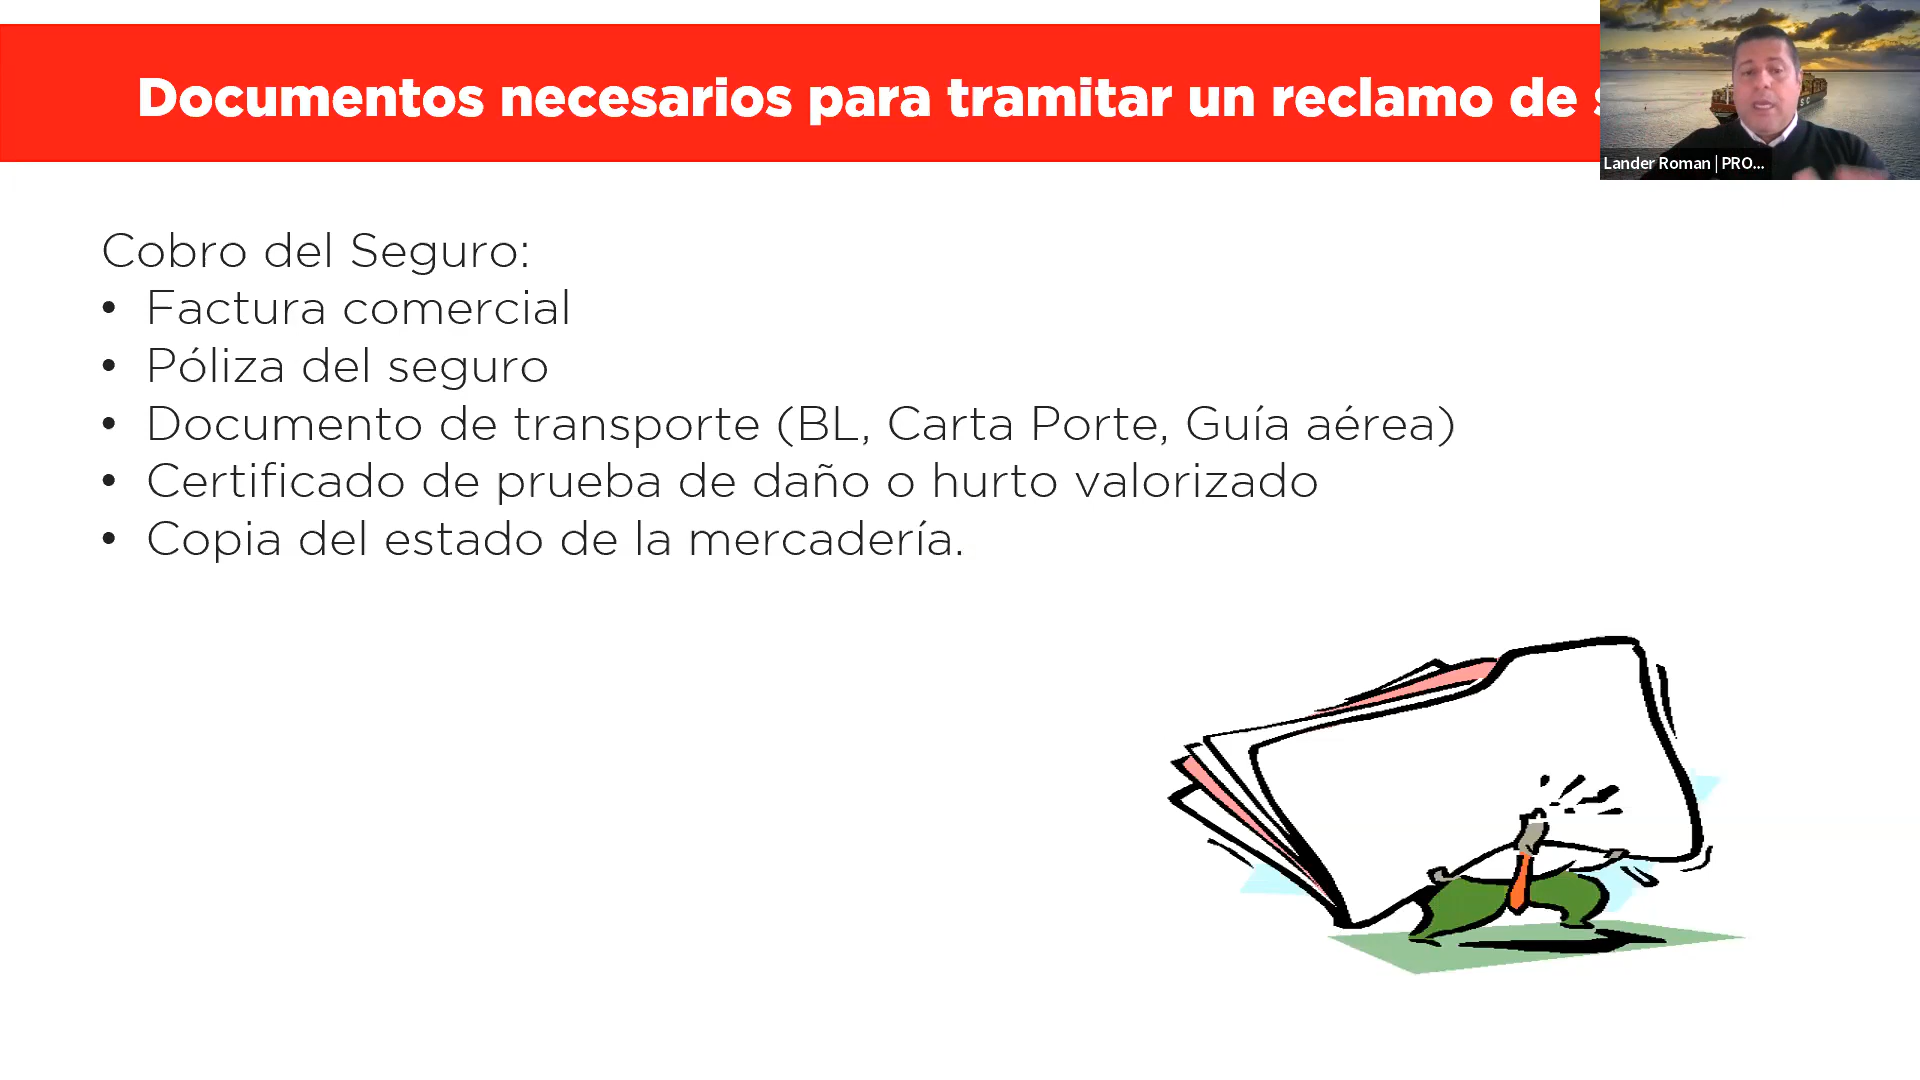 Documentos necesarios para tramitar un reclamo de
Lander Roman | PRO...
Cobro del Seguro:
• Factura comercial
• Póliza del seguro
• Documento de transporte (BL, Carta Porte, Guía aérea)
• Certificado de prueba de daño o hurto valorizado
• Copia del estado de la mercadería.